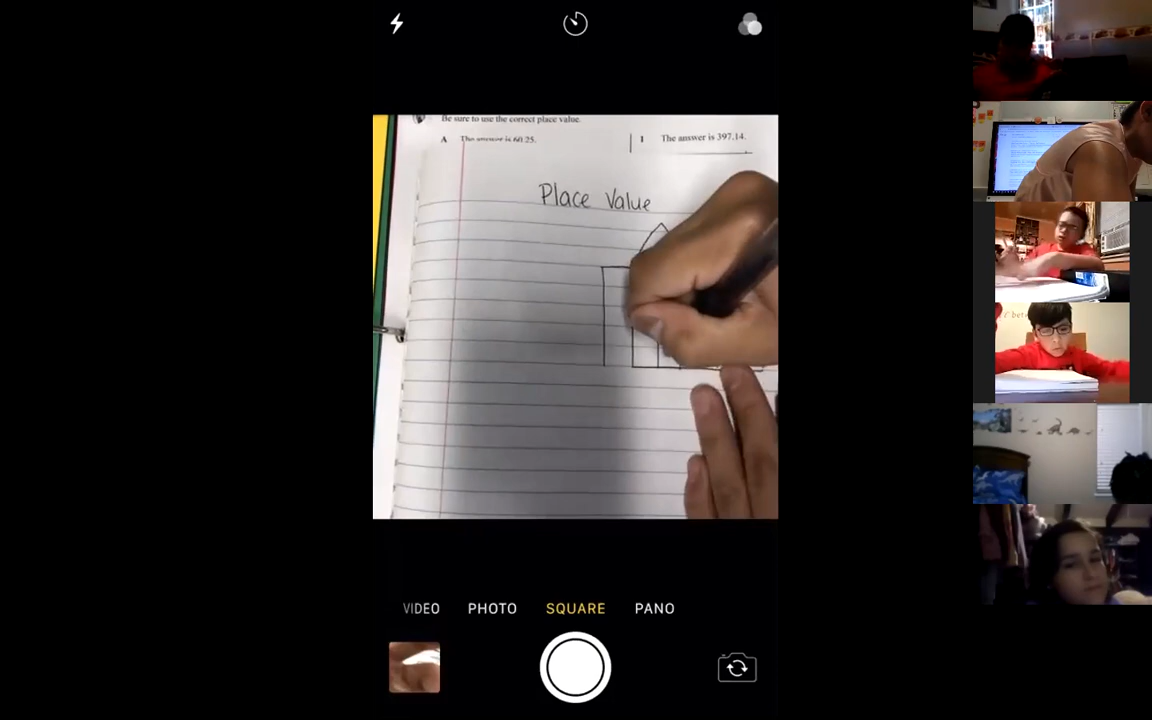 Be sure to use the correct place value.
A The answer is 60.25.
1 The answer is 397.14.
Place Value
VIDEO PHOTO SQUARE PANO